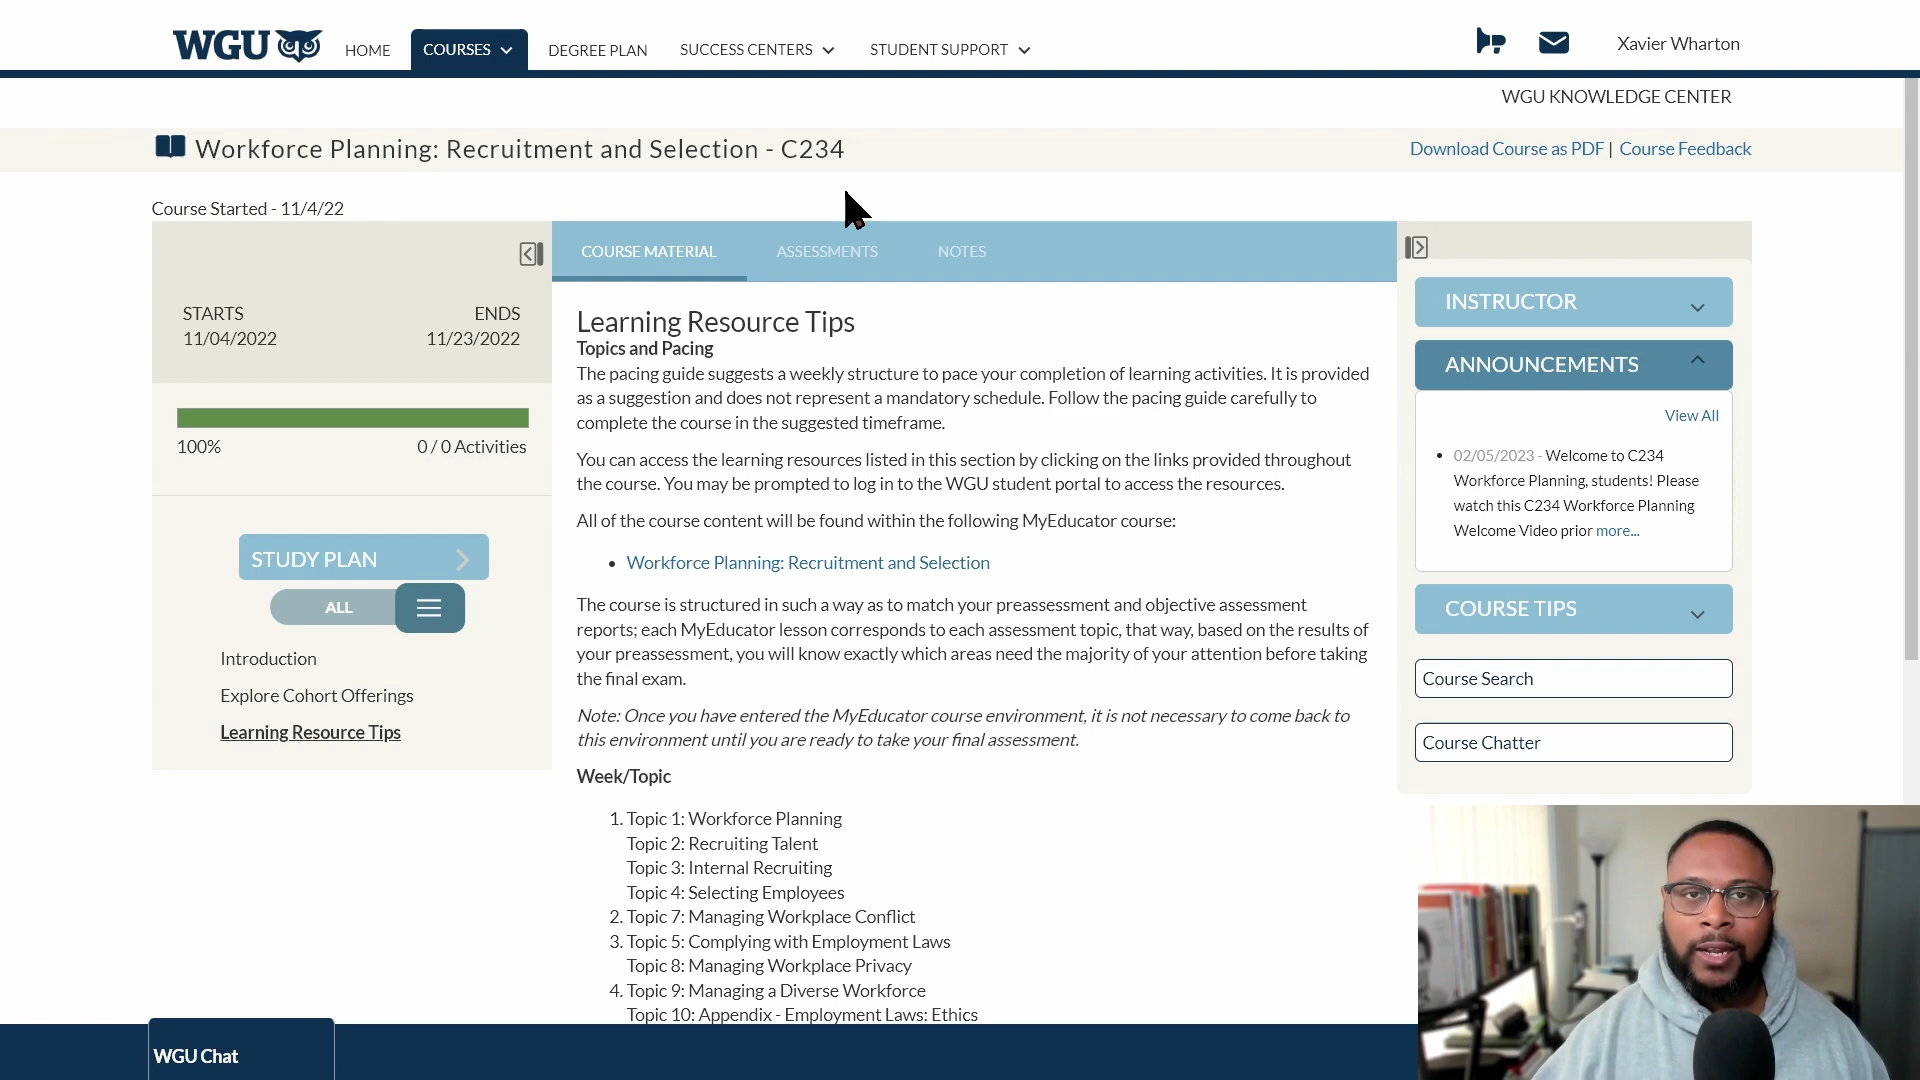 WGU
HOME
COURSES
DEGREE PLAN
SUCCESS CENTERS
STUDENT SUPPORT
Xavier Wharton
WGU KNOWLEDGE CENTER
Workforce Planning: Recruitment and Selection - C234
Download Course as PDF | Course Feedback
Course Started - 11/4/22
STARTS
11/04/2022
ENDS
11/23/2022
100%
0 / 0 Activities
STUDY PLAN
ALL
Introduction
Explore Cohort Offerings
Learning Resource Tips
COURSE MATERIAL
ASSESSMENTS
NOTES
Learning Resource Tips
Topics and Pacing
The pacing guide suggests a weekly structure to pace your completion of learning activities. It is provided
as a suggestion and does not represent a mandatory schedule. Follow the pacing guide carefully to
complete the course in the suggested timeframe.
You can access the learning resources listed in this section by clicking on the links provided throughout
the course. You may be prompted to log in to the WGU student portal to access the resources.
All of the course content will be found within the following MyEducator course:
• Workforce Planning: Recruitment and Selection
The course is structured in such a way as to match your preassessment and objective assessment
reports; each MyEducator lesson corresponds to each assessment topic, that way, based on the results of
your preassessment, you will know exactly which areas need the majority of your attention before taking
the final exam.
Note: Once you have entered the MyEducator course environment, it is not necessary to come back to
this environment until you are ready to take your final assessment.
Week/Topic
1. Topic 1: Workforce Planning
Topic 2: Recruiting Talent
Topic 3: Internal Recruiting
Topic 4: Selecting Employees
2. Topic 7: Managing Workplace Conflict
3. Topic 5: Complying with Employment Laws
Topic 8: Managing Workplace Privacy
4. Topic 9: Managing a Diverse Workforce
Topic 10: Appendix - Employment Laws: Ethics
INSTRUCTOR
ANNOUNCEMENTS
View All
• 02/05/2023 - Welcome to C234
Workforce Planning, students! Please
watch this C234 Workforce Planning
Welcome Video prior more...
COURSE TIPS
Course Search
Course Chatter
WGU Chat